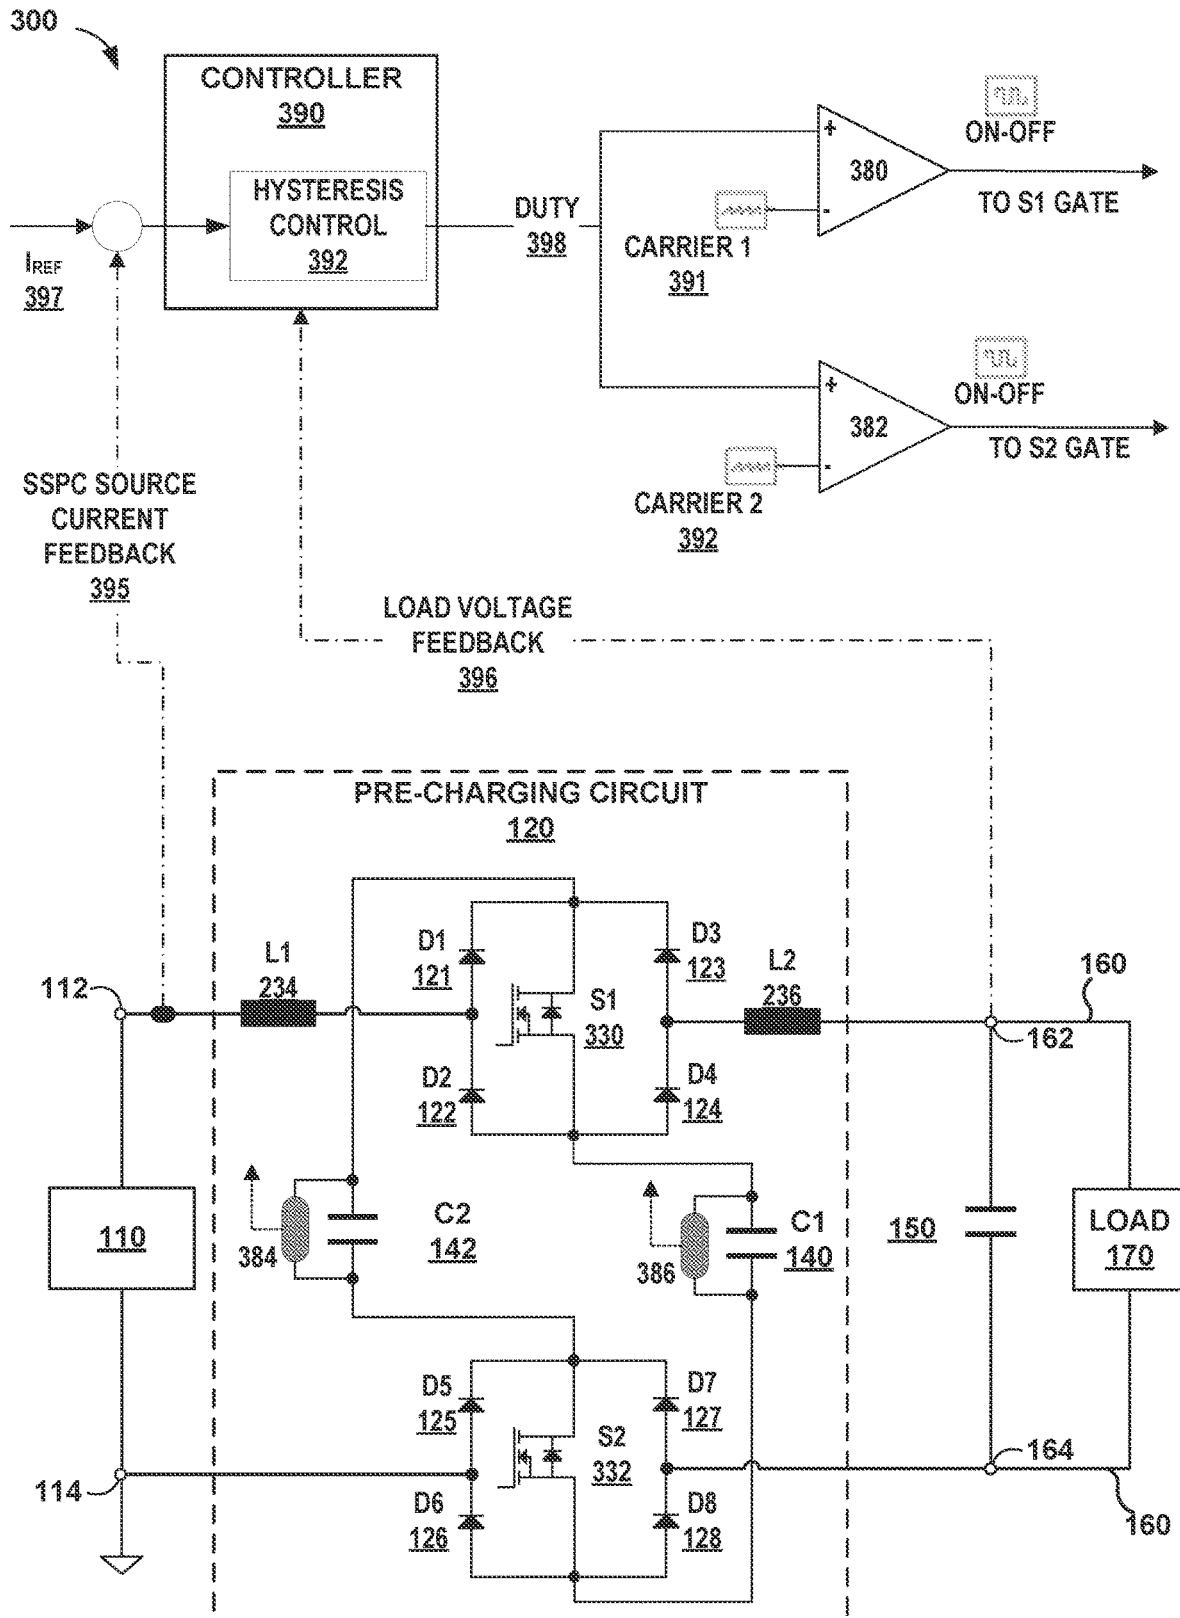 300
CONTROLLER
390
HYSTERESIS
CONTROL
392
IREF
397
DUTY
398
CARRIER 1
391
+
-
380
ON-OFF
TO S1 GATE
CARRIER 2
392
+
-
382
ON-OFF
TO S2 GATE
SSPC SOURCE
CURRENT
FEEDBACK
395
LOAD VOLTAGE
FEEDBACK
396
PRE-CHARGING CIRCUIT
120
112
L1
234
D1
121
D2
122
S1
330
D3
123
D4
124
L2
236
160
162
110
384
C2
142
386
C1
140
150
LOAD
170
114
D5
125
D6
126
S2
332
D7
127
D8
128
164
160